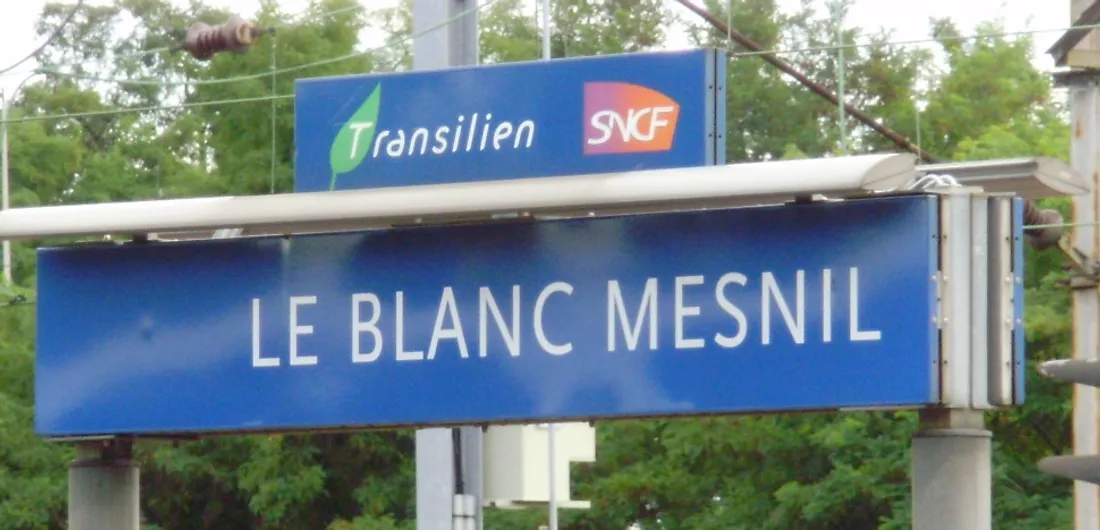 Transilien SNCF
LE BLANC MESNIL